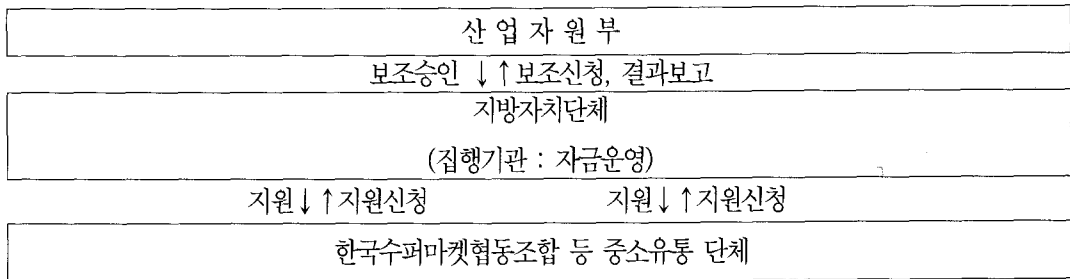 산 업 자 원 부
보조승인 ↓↑보조신청, 결과보고
지방자치단체
(집행기관 : 자금운영)
지원↓↑지원신청 지원↓↑지원신청
한국수퍼마켓협동조합 등 중소유통 단체